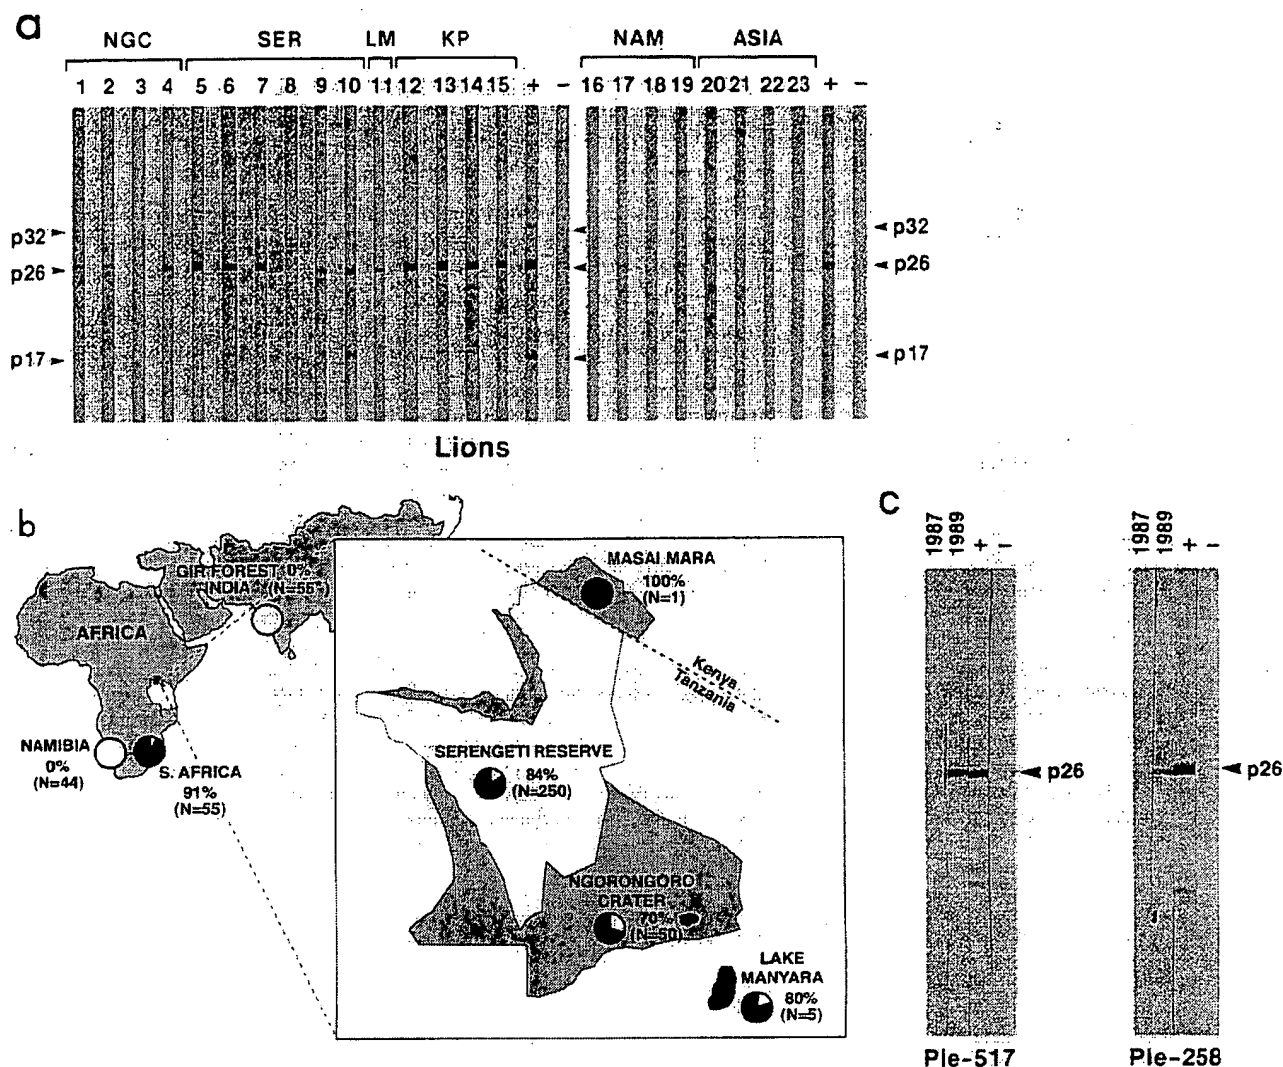 a
NGC SER LM KP NAM ASIA
1 2 3 4 5 6 7 8 9 10 11 12 13 14 15 + - 16 17 18 19 20 21 22 23 + -
p32 p32
p26 p26
p17 p17
Lions
b
GIR FOREST 0%
INDIA (N=55)
AFRICA
NAMIBIA
0%
(N=44)
S. AFRICA
91%
(N=55)
MASAI MARA
100%
(N=1)
Kenya
Tanzania
SERENGETI RESERVE
84%
(N=250)
NGORONGORO
CRATER
70%
(N=50)
LAKE
MANYARA
80%
(N=5)
c
1987 1989 + - 1987 1989 + -
p26 p26
Ple-517 Ple-258